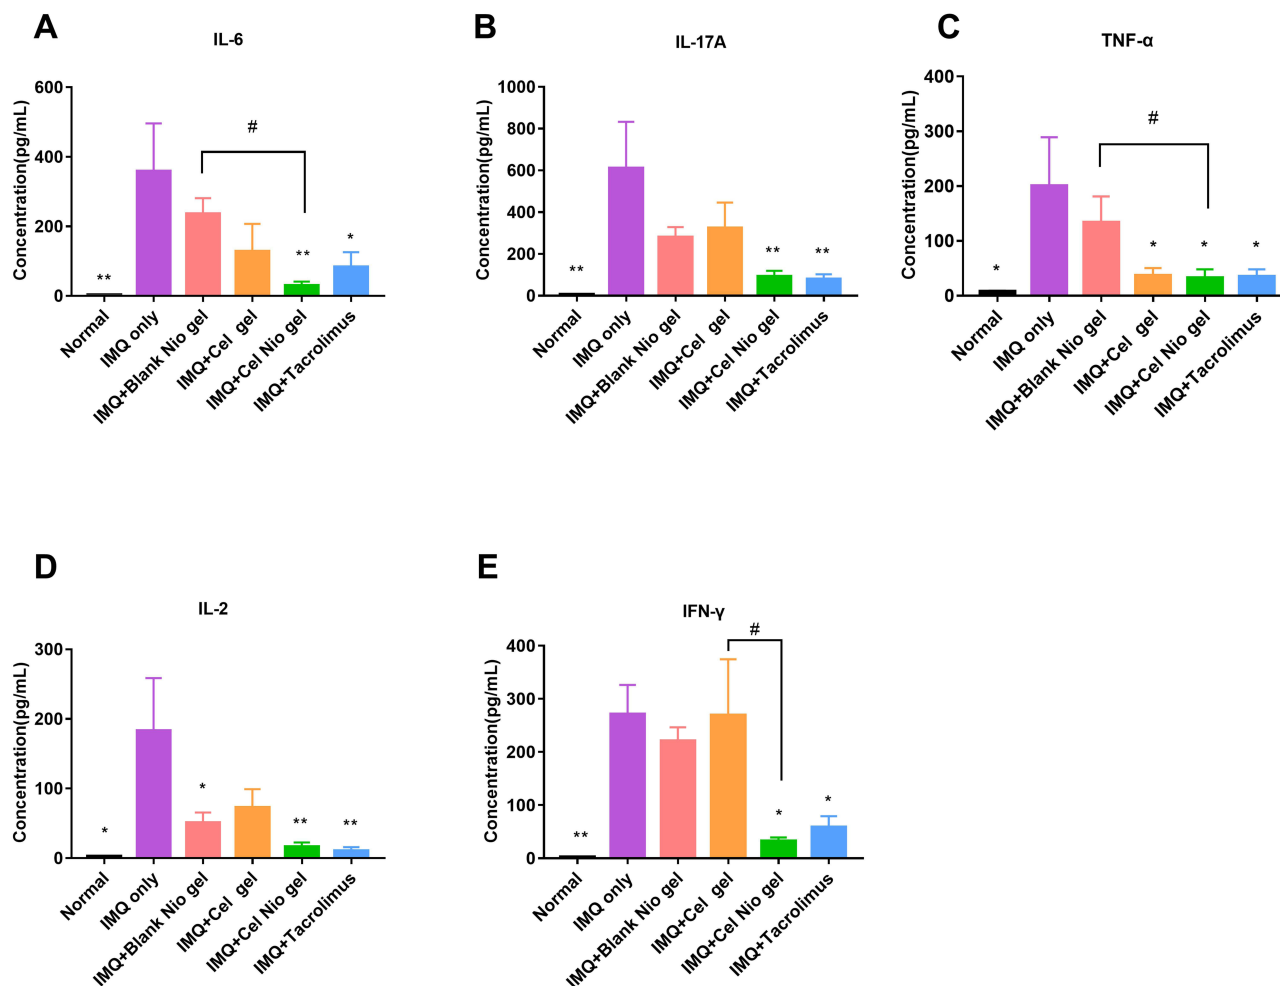 A
IL-6
Concentration(pg/mL)
600
400
200
0
#
**
**
*
Normal
IMQ only
IMQ+Blank Nio gel
IMQ+Cel gel
IMQ+Cel Nio gel
IMQ+Tacrolimus
B
IL-17A
Concentration(pg/mL)
1000
800
600
400
200
0
**
**
**
Normal
IMQ only
IMQ+Blank Nio gel
IMQ+Cel gel
IMQ+Cel Nio gel
IMQ+Tacrolimus
C
TNF-α
Concentration(pg/mL)
400
300
200
100
0
#
*
*
*
*
Normal
IMQ only
IMQ+Blank Nio gel
IMQ+Cel gel
IMQ+Cel Nio gel
IMQ+Tacrolimus
D
IL-2
Concentration(pg/mL)
300
200
100
0
*
*
**
**
Normal
IMQ only
IMQ+Blank Nio gel
IMQ+Cel gel
IMQ+Cel Nio gel
IMQ+Tacrolimus
E
IFN-γ
Concentration(pg/mL)
400
300
200
100
0
#
**
*
*
Normal
IMQ only
IMQ+Blank Nio gel
IMQ+Cel gel
IMQ+Cel Nio gel
IMQ+Tacrolimus